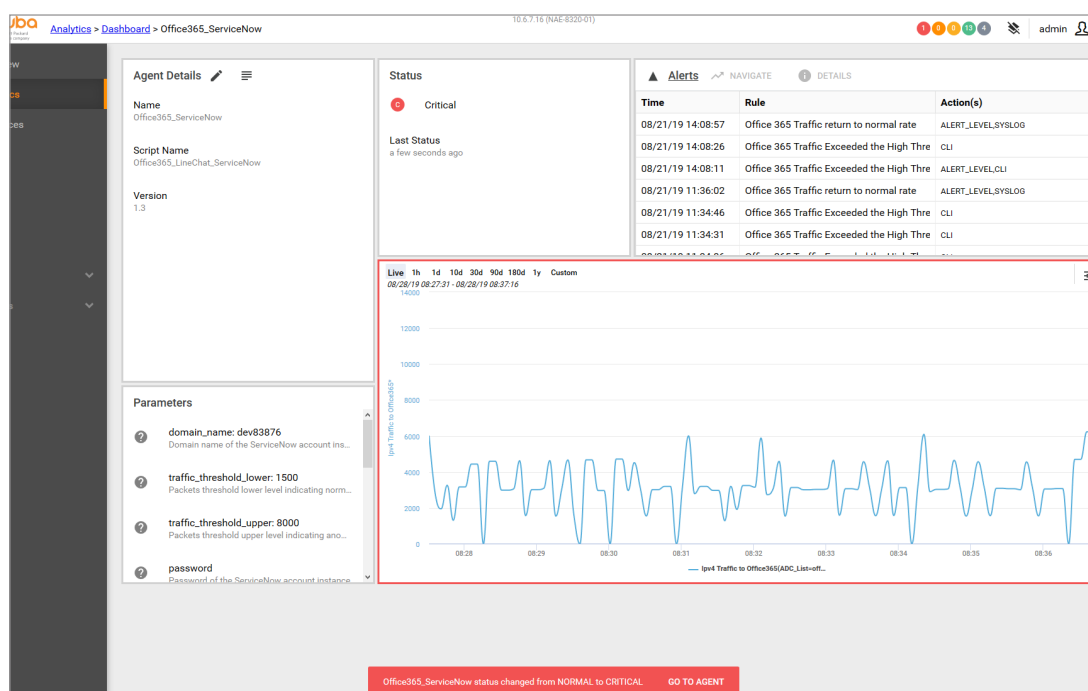 uba
10.6.7.16 (NAE-8320-01)
Analytics > Dashboard > Office365_ServiceNow
1 0 0 13 4
admin
Agent Details
Name
Office365_ServiceNow
Script Name
Office365_LineChat_ServiceNow
Version
1.3
Status
C Critical
Last Status
a few seconds ago
Alerts NAVIGATE DETAILS
Time Rule Action(s)
08/21/19 14:08:57 Office 365 Traffic return to normal rate ALERT_LEVEL,SYSLOG
08/21/19 14:08:26 Office 365 Traffic Exceeded the High Thre CLI
08/21/19 14:08:11 Office 365 Traffic Exceeded the High Thre ALERT_LEVEL,CLI
08/21/19 11:36:02 Office 365 Traffic return to normal rate ALERT_LEVEL,SYSLOG
08/21/19 11:34:46 Office 365 Traffic Exceeded the High Thre CLI
08/21/19 11:34:31 Office 365 Traffic Exceeded the High Thre CLI
Live 1h 1d 10d 30d 90d 180d 1y Custom
08/28/19 08:27:31 - 08/28/19 08:37:16
Ipv4 Traffic to Office365*
14000
12000
10000
8000
6000
4000
2000
0
08:28 08:29 08:30 08:31 08:32 08:33 08:34 08:35 08:36
Ipv4 Traffic to Office365(ADC_List=off...
Parameters
domain_name: dev83876
Domain name of the ServiceNow account ins...
traffic_threshold_lower: 1500
Packets threshold lower level indicating norm...
traffic_threshold_upper: 8000
Packets threshold upper level indicating ano...
password
Password of the ServiceNow account instance
Office365_ServiceNow status changed from NORMAL to CRITICAL GO TO AGENT